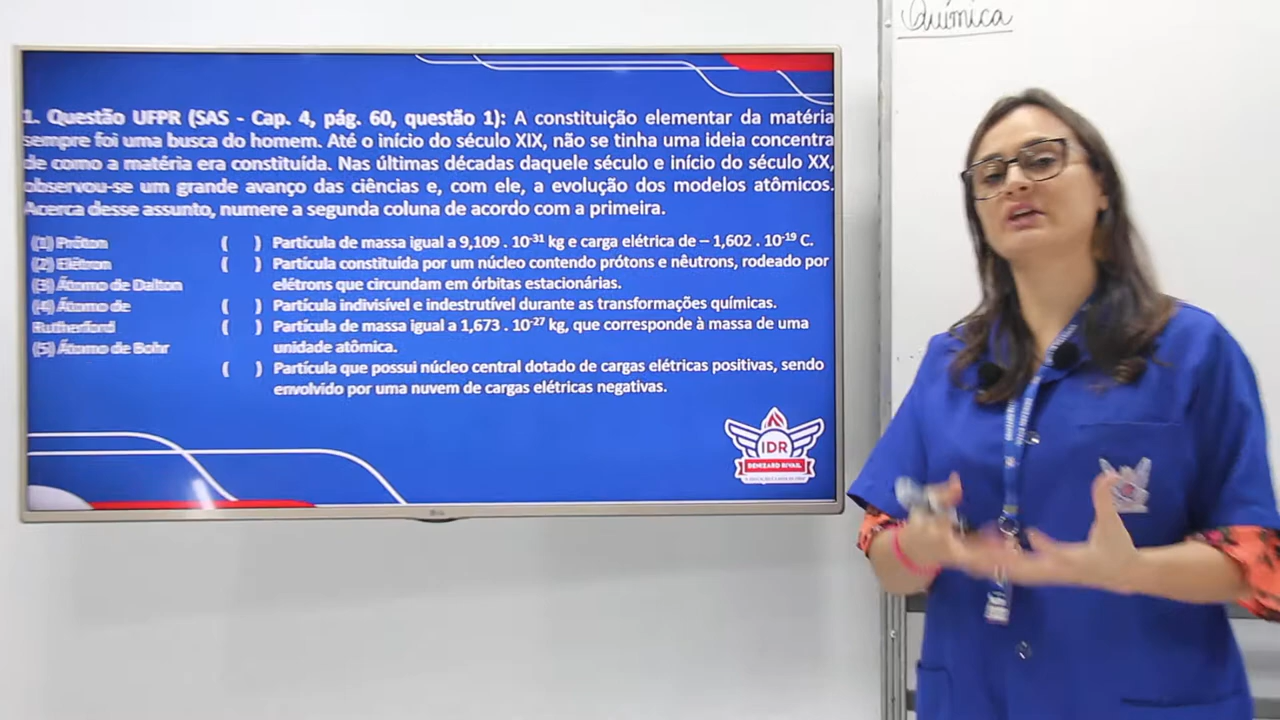 Química
1. Questão UFPR (SAS - Cap. 4, pág. 60, questão 1): A constituição elementar da matéria
sempre foi uma busca do homem. Até o início do século XIX, não se tinha uma ideia concentra
de como a matéria era constituída. Nas últimas décadas daquele século e início do século XX,
observou-se um grande avanço das ciências e, com ele, a evolução dos modelos atômicos.
Acerca desse assunto, numere a segunda coluna de acordo com a primeira.
(1) Próton
(2) Elétron
(3) Átomo de Dalton
(4) Átomo de
Rutherford
(5) Átomo de Bohr
( ) Partícula de massa igual a 9,109 . 10⁻³¹ kg e carga elétrica de – 1,602 . 10⁻¹⁹ C.
( ) Partícula constituída por um núcleo contendo prótons e nêutrons, rodeado por
elétrons que circundam em órbitas estacionárias.
( ) Partícula indivisível e indestrutível durante as transformações químicas.
( ) Partícula de massa igual a 1,673 . 10⁻²⁷ kg, que corresponde à massa de uma
unidade atômica.
( ) Partícula que possui núcleo central dotado de cargas elétricas positivas, sendo
envolvido por uma nuvem de cargas elétricas negativas.
IDR
DENIZARD RIVAIL